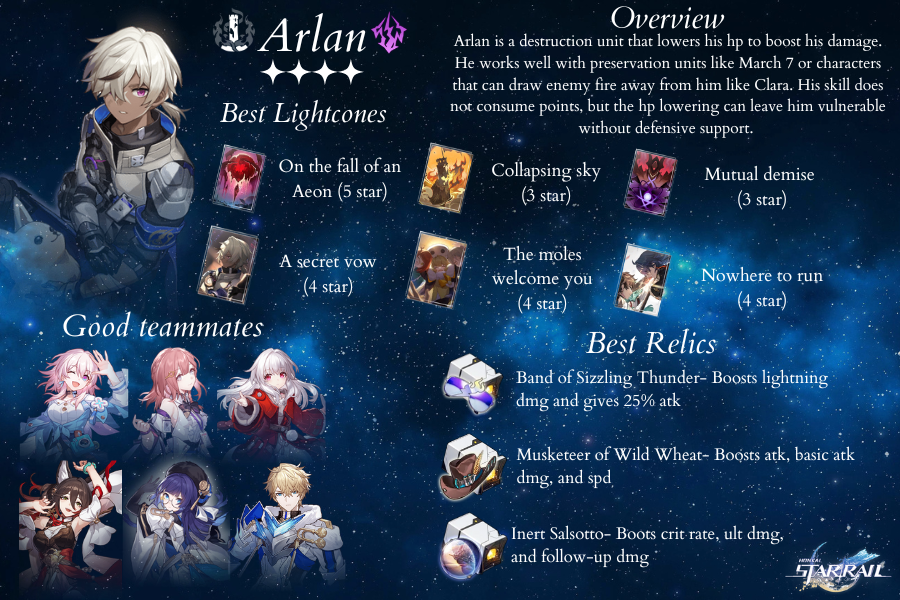 Arlan
Overview
Arlan is a destruction unit that lowers his hp to boost his damage.
He works well with preservation units like March 7 or characters
that can draw enemy fire away from him like Clara. His skill does
not consume points, but the hp lowering can leave him vulnerable
without defensive support.
Best Lightcones
On the fall of an
Aeon (5 star)
Collapsing sky
(3 star)
Mutual demise
(3 star)
A secret vow
(4 star)
The moles
welcome you
(4 star)
Nowhere to run
(4 star)
Good teammates
Best Relics
Band of Sizzling Thunder- Boosts lightning
dmg and gives 25% atk
Musketeer of Wild Wheat- Boosts atk, basic atk
dmg, and spd
Inert Salsotto- Boots crit rate, ult dmg,
and follow-up dmg
HONKAI
STAR RAIL